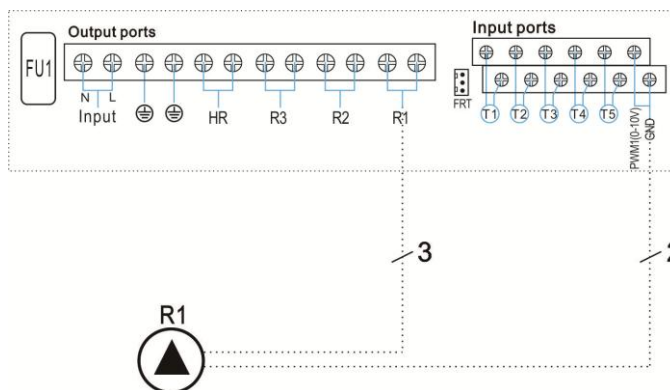 Output ports
Input ports
FU1
N L
Input
HR
R3
R2
R1
FRT
T1
T2
T3
T4
T5
PWM1(0-10V)
GND
3
2
R1